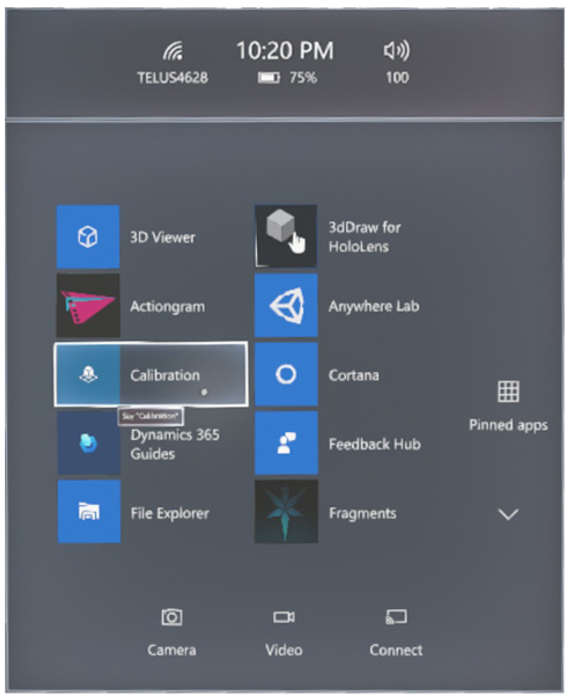 10:20 PM
TELUS4628
75%
100
3D Viewer
3dDraw for
HoloLens
Actiongram
Anywhere Lab
Calibration
Cortana
Say "Calibration"
Dynamics 365
Guides
Feedback Hub
File Explorer
Fragments
Pinned apps
Camera
Video
Connect